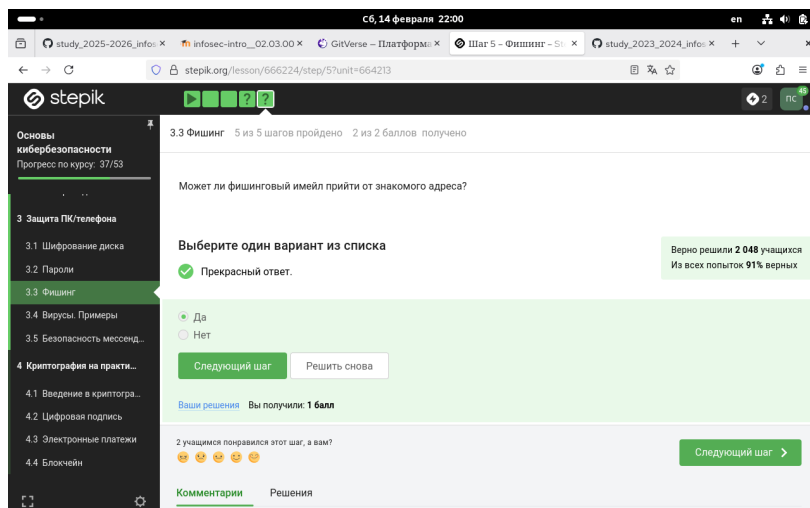 Сб, 14 февраля 22:00
en
study_2025-2026_infos
infosec-intro__02.03.00
GitVerse – Платформа
Шаг 5 – Фишинг – St
study_2023_2024_infos
stepik.org/lesson/666224/step/5?unit=664213
stepik
? ?
2
ПС
45
Основы
кибербезопасности
Прогресс по курсу: 37/53
3.3 Фишинг 5 из 5 шагов пройдено 2 из 2 баллов получено
3 Защита ПК/телефона
3.1 Шифрование диска
3.2 Пароли
3.3 Фишинг
3.4 Вирусы. Примеры
3.5 Безопасность мессенд...
4 Криптография на практи...
4.1 Введение в криптогра...
4.2 Цифровая подпись
4.3 Электронные платежи
4.4 Блокчейн
Может ли фишинговый имейл прийти от знакомого адреса?
Выберите один вариант из списка
Прекрасный ответ.
Верно решили 2 048 учащихся
Из всех попыток 91% верных
Да
Нет
Следующий шаг
Решить снова
Ваши решения Вы получили: 1 балл
2 учащимся понравился этот шаг, а вам?
Следующий шаг
Комментарии
Решения